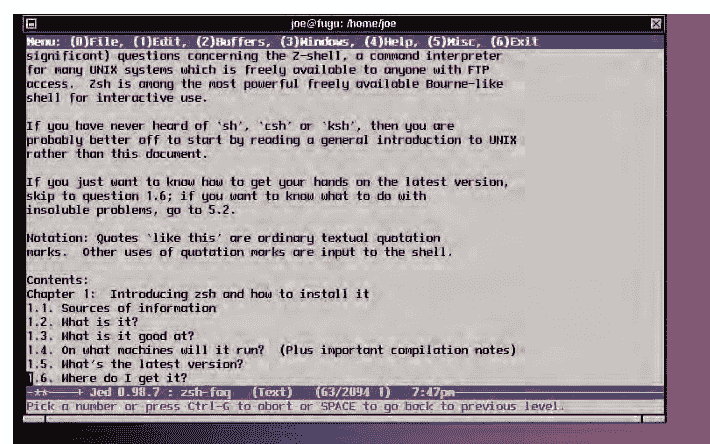 joe@fugu: /home/joe
Menu: (0)File, (1)Edit, (2)Buffers, (3)Windows, (4)Help, (5)Misc, (6)Exit
significant) questions concerning the Z-shell, a command interpreter
for many UNIX systems which is freely available to anyone with FTP
access.  Zsh is among the most powerful freely available Bourne-like
shell for interactive use.
If you have never heard of `sh', `csh' or `ksh', then you are
probably better off to start by reading a general introduction to UNIX
rather than this document.
If you just want to know how to get your hands on the latest version,
skip to question 1.6; if you want to know what to do with
insoluble problems, go to 5.2.
Notation: Quotes `like this' are ordinary textual quotation
marks.  Other uses of quotation marks are input to the shell.
Contents:
Chapter 1:  Introducing zsh and how to install it
1.1. Sources of information
1.2. What is it?
1.3. What is it good at?
1.4. On what machines will it run?  (Plus important compilation notes)
1.5. What's the latest version?
1.6. Where do I get it?
-**-----+ Jed 0.98.7 : zsh-faq   (Text)   (63/2094 1)   7:47pm
Pick a number or press Ctrl-G to abort or SPACE to go back to previous level.